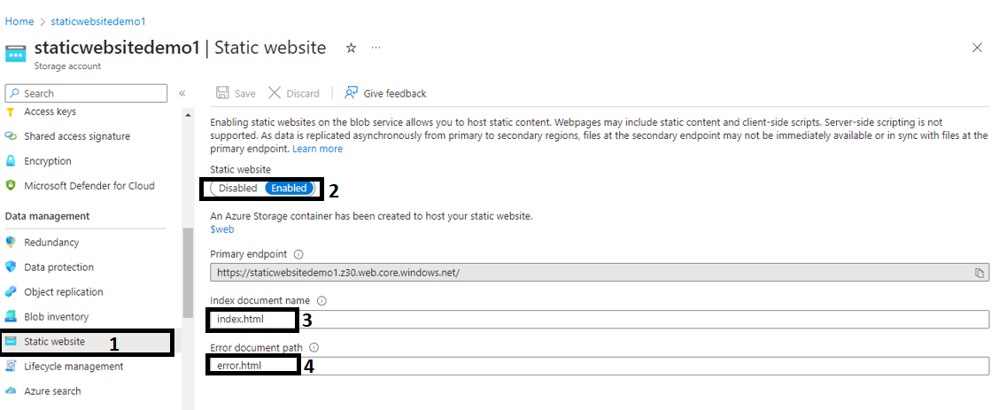 Home > staticwebsitedemo1
staticwebsitedemo1 | Static website ☆ ...
Storage account
Search «
Access keys
Shared access signature
Encryption
Microsoft Defender for Cloud
Data management
Redundancy
Data protection
Object replication
Blob inventory
Static website 1
Lifecycle management
Azure search
Save Discard Give feedback
Enabling static websites on the blob service allows you to host static content. Webpages may include static content and client-side scripts. Server-side scripting is not
supported. As data is replicated asynchronously from primary to secondary regions, files at the secondary endpoint may not be immediately available or in sync with files at the
primary endpoint. Learn more
Static website
Disabled Enabled 2
An Azure Storage container has been created to host your static website.
$web
Primary endpoint
https://staticwebsitedemo1.z30.web.core.windows.net/
Index document name
index.html 3
Error document path
error.html 4